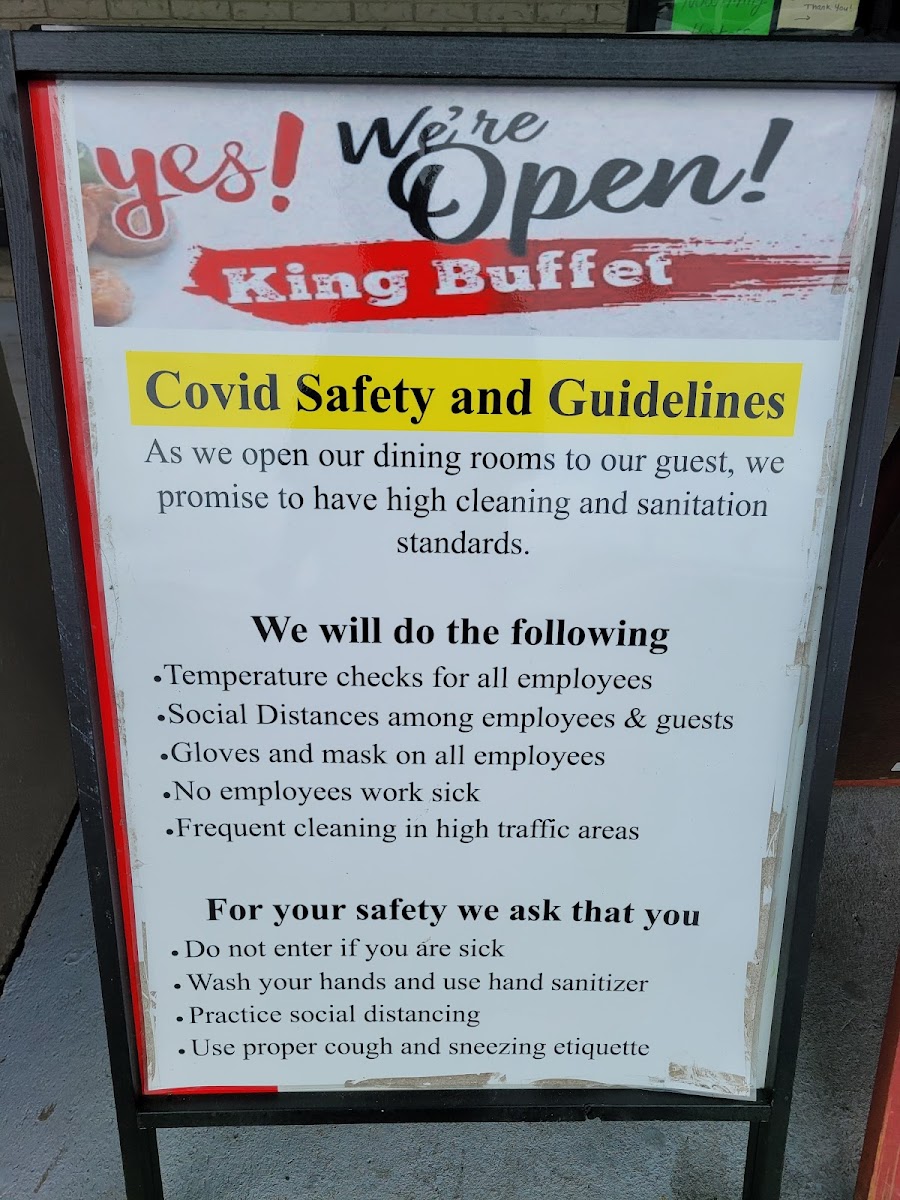 Thank You!
yes! We're
Open!
King Buffet
Covid Safety and Guidelines
As we open our dining rooms to our guest, we
promise to have high cleaning and sanitation
standards.
We will do the following
•Temperature checks for all employees
•Social Distances among employees & guests
•Gloves and mask on all employees
•No employees work sick
•Frequent cleaning in high traffic areas
For your safety we ask that you
• Do not enter if you are sick
• Wash your hands and use hand sanitizer
• Practice social distancing
• Use proper cough and sneezing etiquette